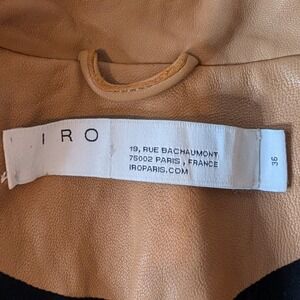 IRO
19, RUE BACHAUMONT
75002 PARIS, FRANCE
IROPARIS.COM
36